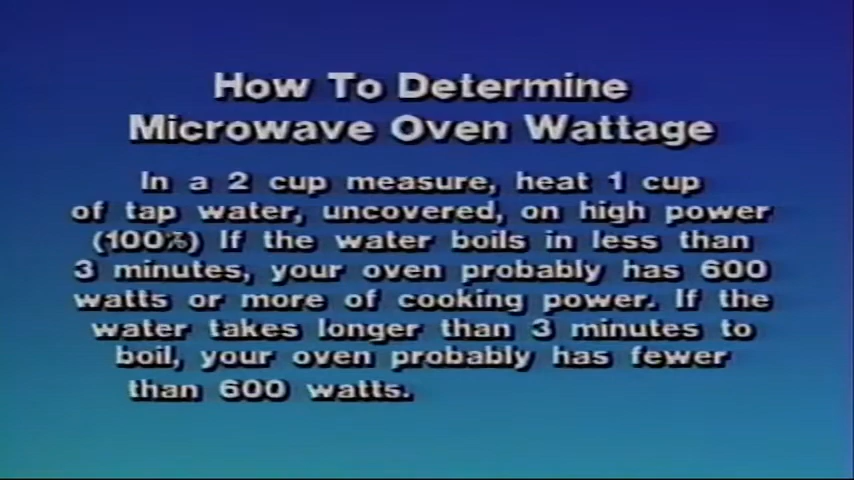 How To Determine
Microwave Oven Wattage
In a 2 cup measure, heat 1 cup
of tap water, uncovered, on high power
(100%) If the water boils in less than
3 minutes, your oven probably has 600
watts or more of cooking power. If the
water takes longer than 3 minutes to
boil, your oven probably has fewer
than 600 watts.